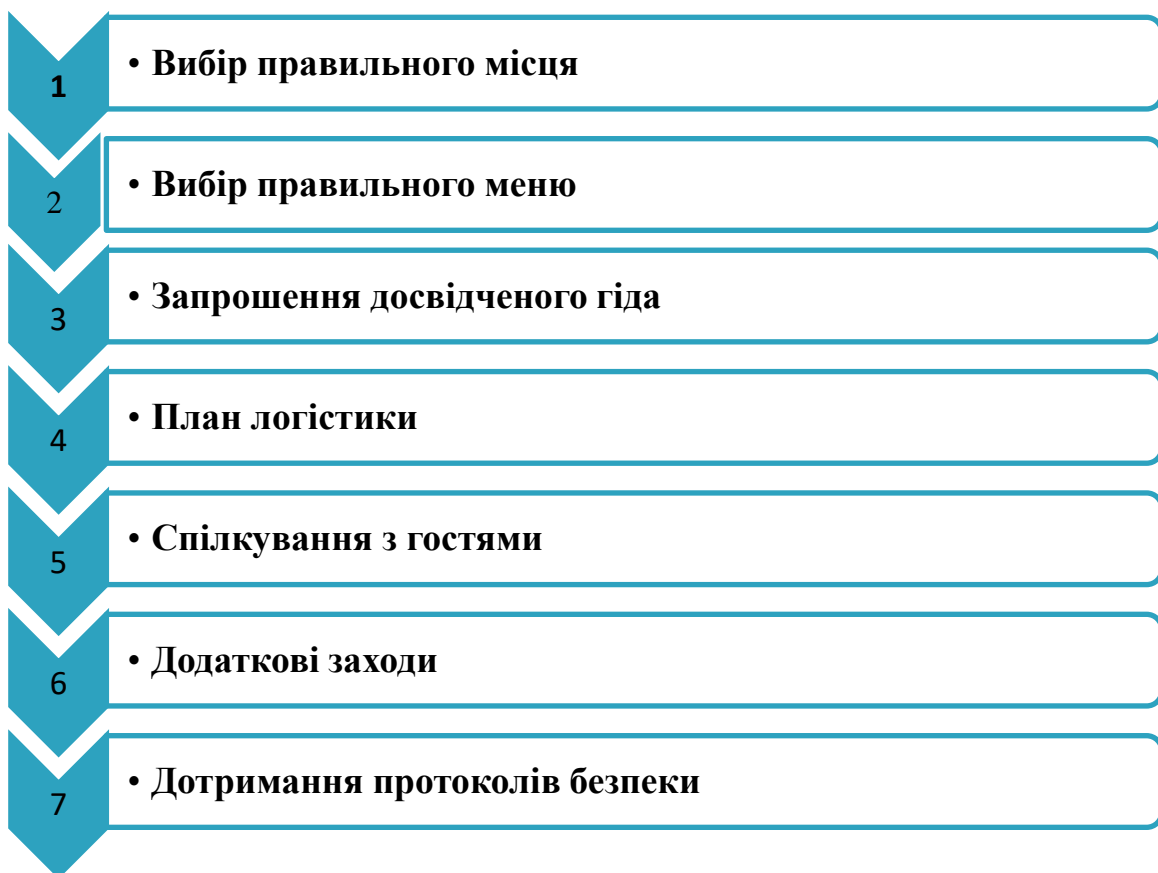 1
• Вибір правильного місця
2
• Вибір правильного меню
3
• Запрошення досвідченого гіда
4
• План логістики
5
• Спілкування з гостями
6
• Додаткові заходи
7
• Дотримання протоколів безпеки